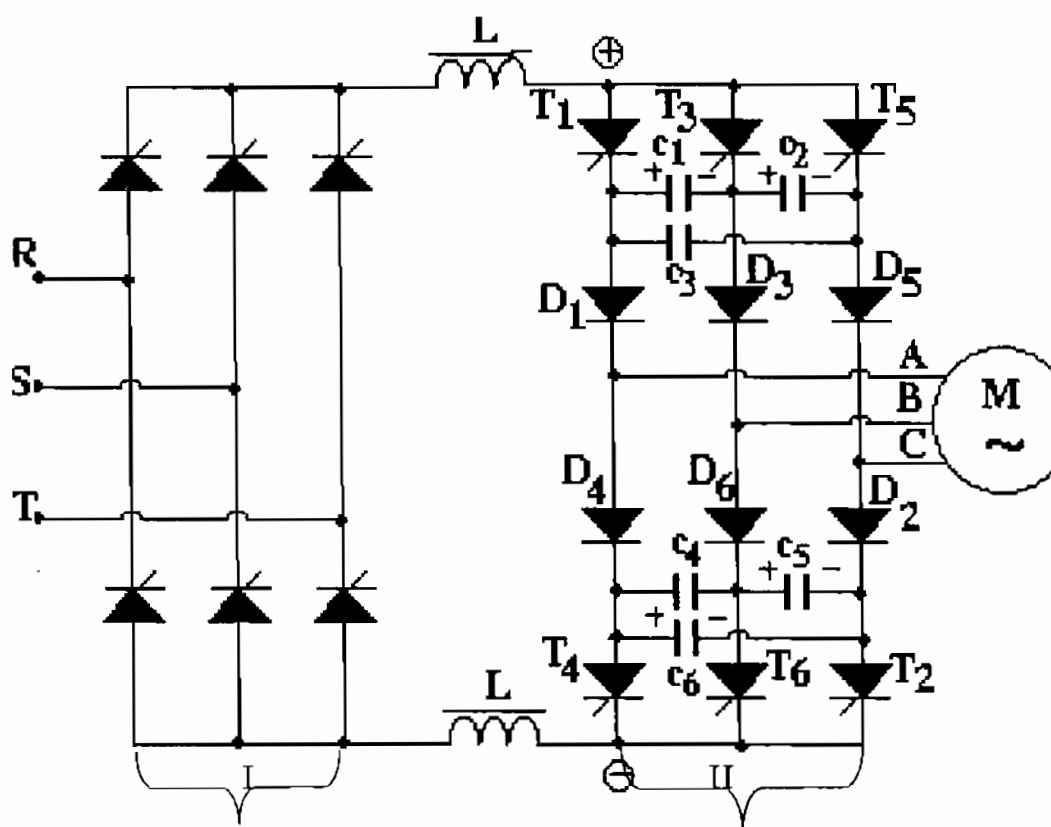 L
⊕
T1 T3 T5
c1 c2
+ - + -
R
c3
D1 D3 D5
S
A
B
C
M
~
T
D4 D6 D2
c4 c5
+ - + -
c6
T4 T6 T2
L
⊖
I II